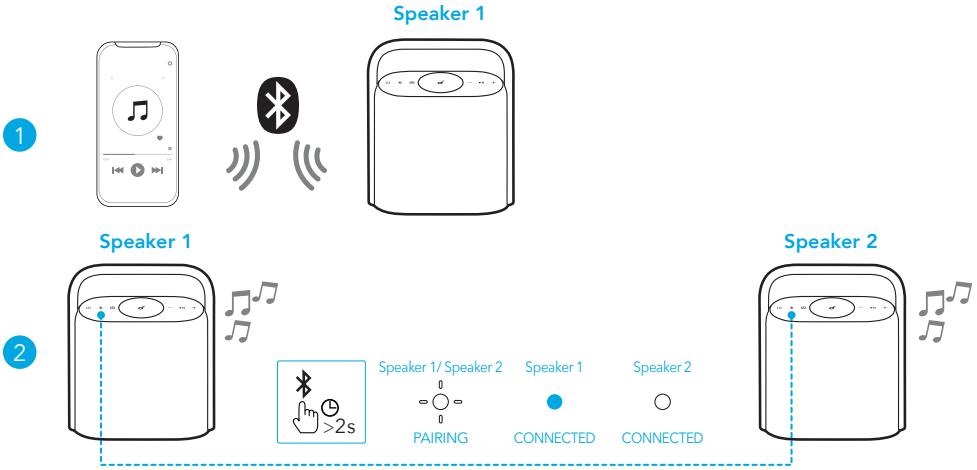 Speaker 1
1
Speaker 1
Speaker 2
2
>2s
Speaker 1/ Speaker 2
PAIRING
Speaker 1
CONNECTED
Speaker 2
CONNECTED